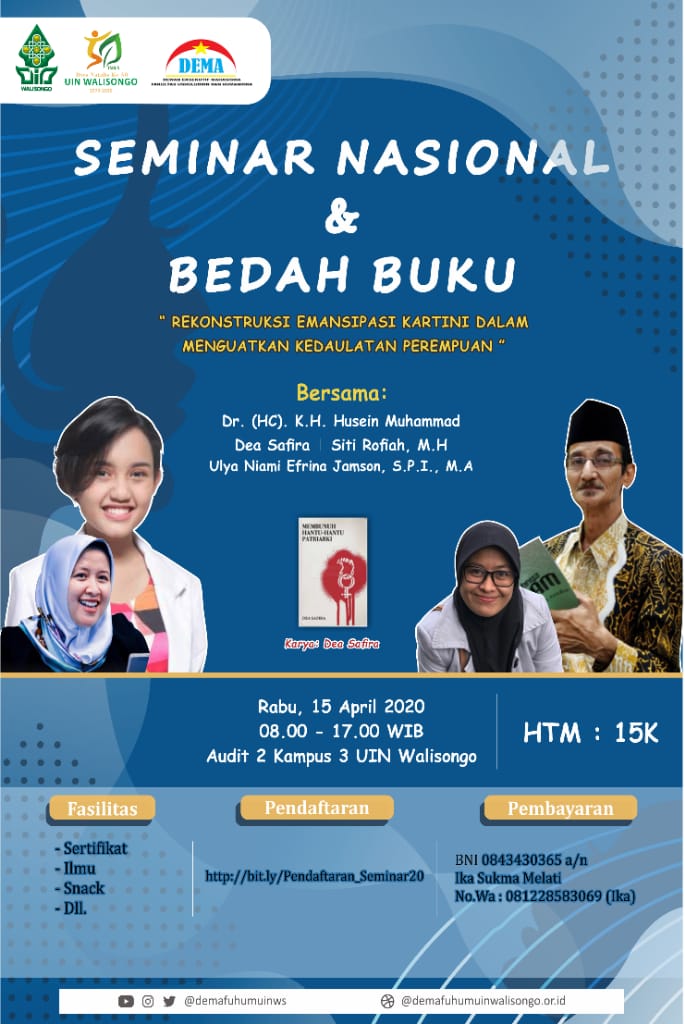 UIN
WALISONGO
UIN WALISONGO
DEMA
SEMINAR NASIONAL
&
BEDAH BUKU
“ REKONSTRUKSI EMANSIPASI KARTINI DALAM
MENGUATKAN KEDAULATAN PEREMPUAN ”
Bersama:
Dr. (HC). K.H. Husein Muhammad
Dea Safira | Siti Rofiah, M.H
Ulya Niami Efrina Jamson, S.P.I., M.A
MEMBUNUH
HANTU-HANTU
PATRIARKI
DEA SAFIRA
Karya: Dea Safira
Rabu, 15 April 2020
08.00 - 17.00 WIB
Audit 2 Kampus 3 UIN Walisongo
HTM : 15K
Fasilitas
- Sertifikat
- Ilmu
- Snack
- Dll.
Pendaftaran
http://bit.ly/Pendaftaran_Seminar20
Pembayaran
BNI 0843430365 a/n
Ika Sukma Melati
No.Wa : 081228583069 (Ika)
@demafuhumuinws
@demafuhumuinwalisongo.or.id